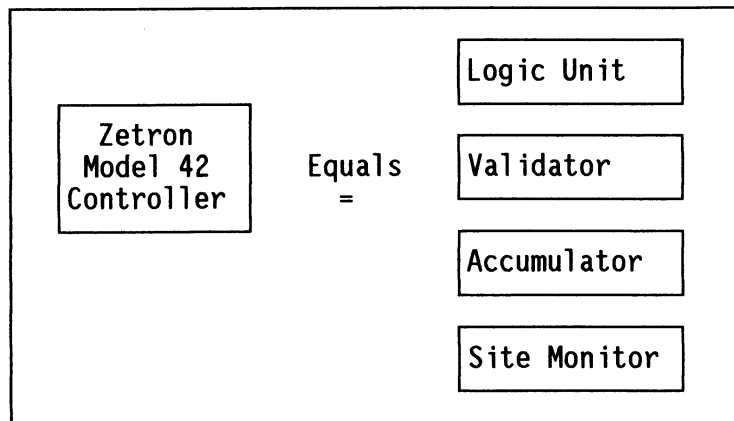 Zetron
Model 42
Controller
Equals
=
Logic Unit
Validator
Accumulator
Site Monitor